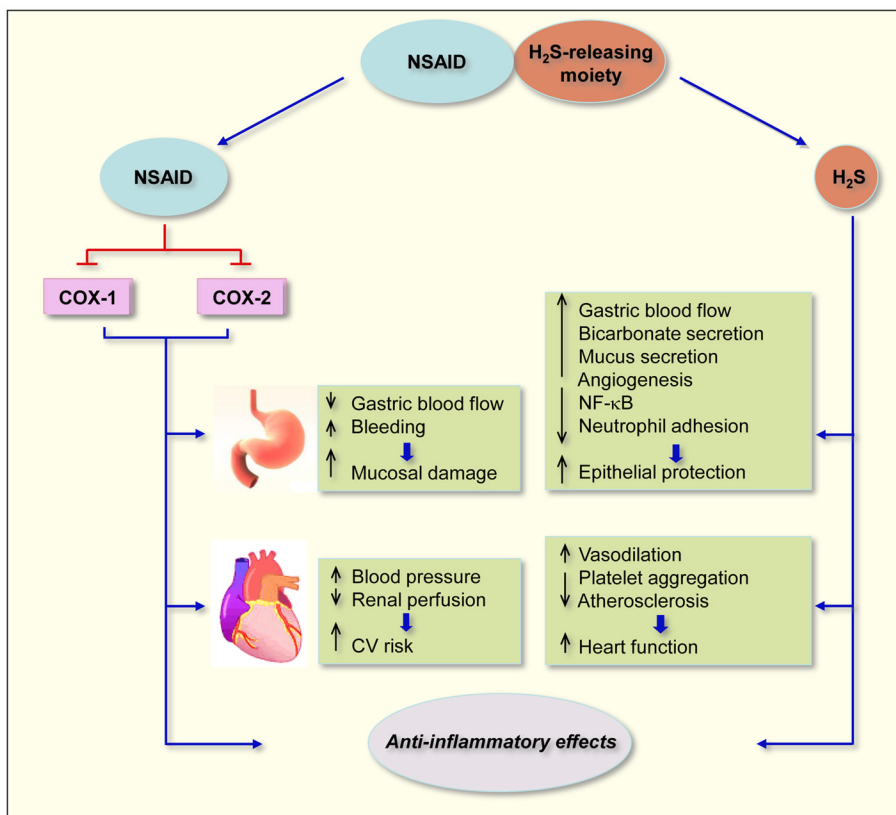 NSAID
H₂S-releasing
moiety
NSAID
H₂S
COX-1
COX-2
Gastric blood flow
Bicarbonate secretion
Mucus secretion
Angiogenesis
NF-κB
Neutrophil adhesion
Epithelial protection
Gastric blood flow
Bleeding
Mucosal damage
Blood pressure
Renal perfusion
CV risk
Vasodilation
Platelet aggregation
Atherosclerosis
Heart function
Anti-inflammatory effects